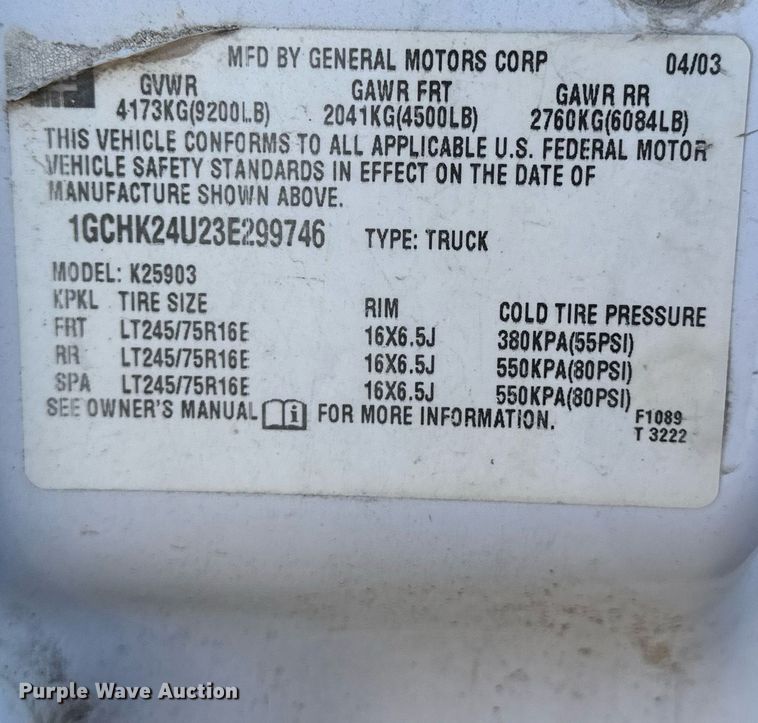 MFD BY GENERAL MOTORS CORP 04/03
GVWR GAWR FRT GAWR RR
4173KG(9200LB) 2041KG(4500LB) 2760KG(6084LB)
THIS VEHICLE CONFORMS TO ALL APPLICABLE U.S. FEDERAL MOTOR
VEHICLE SAFETY STANDARDS IN EFFECT ON THE DATE OF
MANUFACTURE SHOWN ABOVE.
1GCHK24U23E299746 TYPE: TRUCK
MODEL: K25903
KPKL TIRE SIZE RIM COLD TIRE PRESSURE
FRT LT245/75R16E 16X6.5J 380KPA(55PSI)
RR LT245/75R16E 16X6.5J 550KPA(80PSI)
SPA LT245/75R16E 16X6.5J 550KPA(80PSI)
SEE OWNER'S MANUAL FOR MORE INFORMATION.
F1089
T 3222
Purple Wave Auction